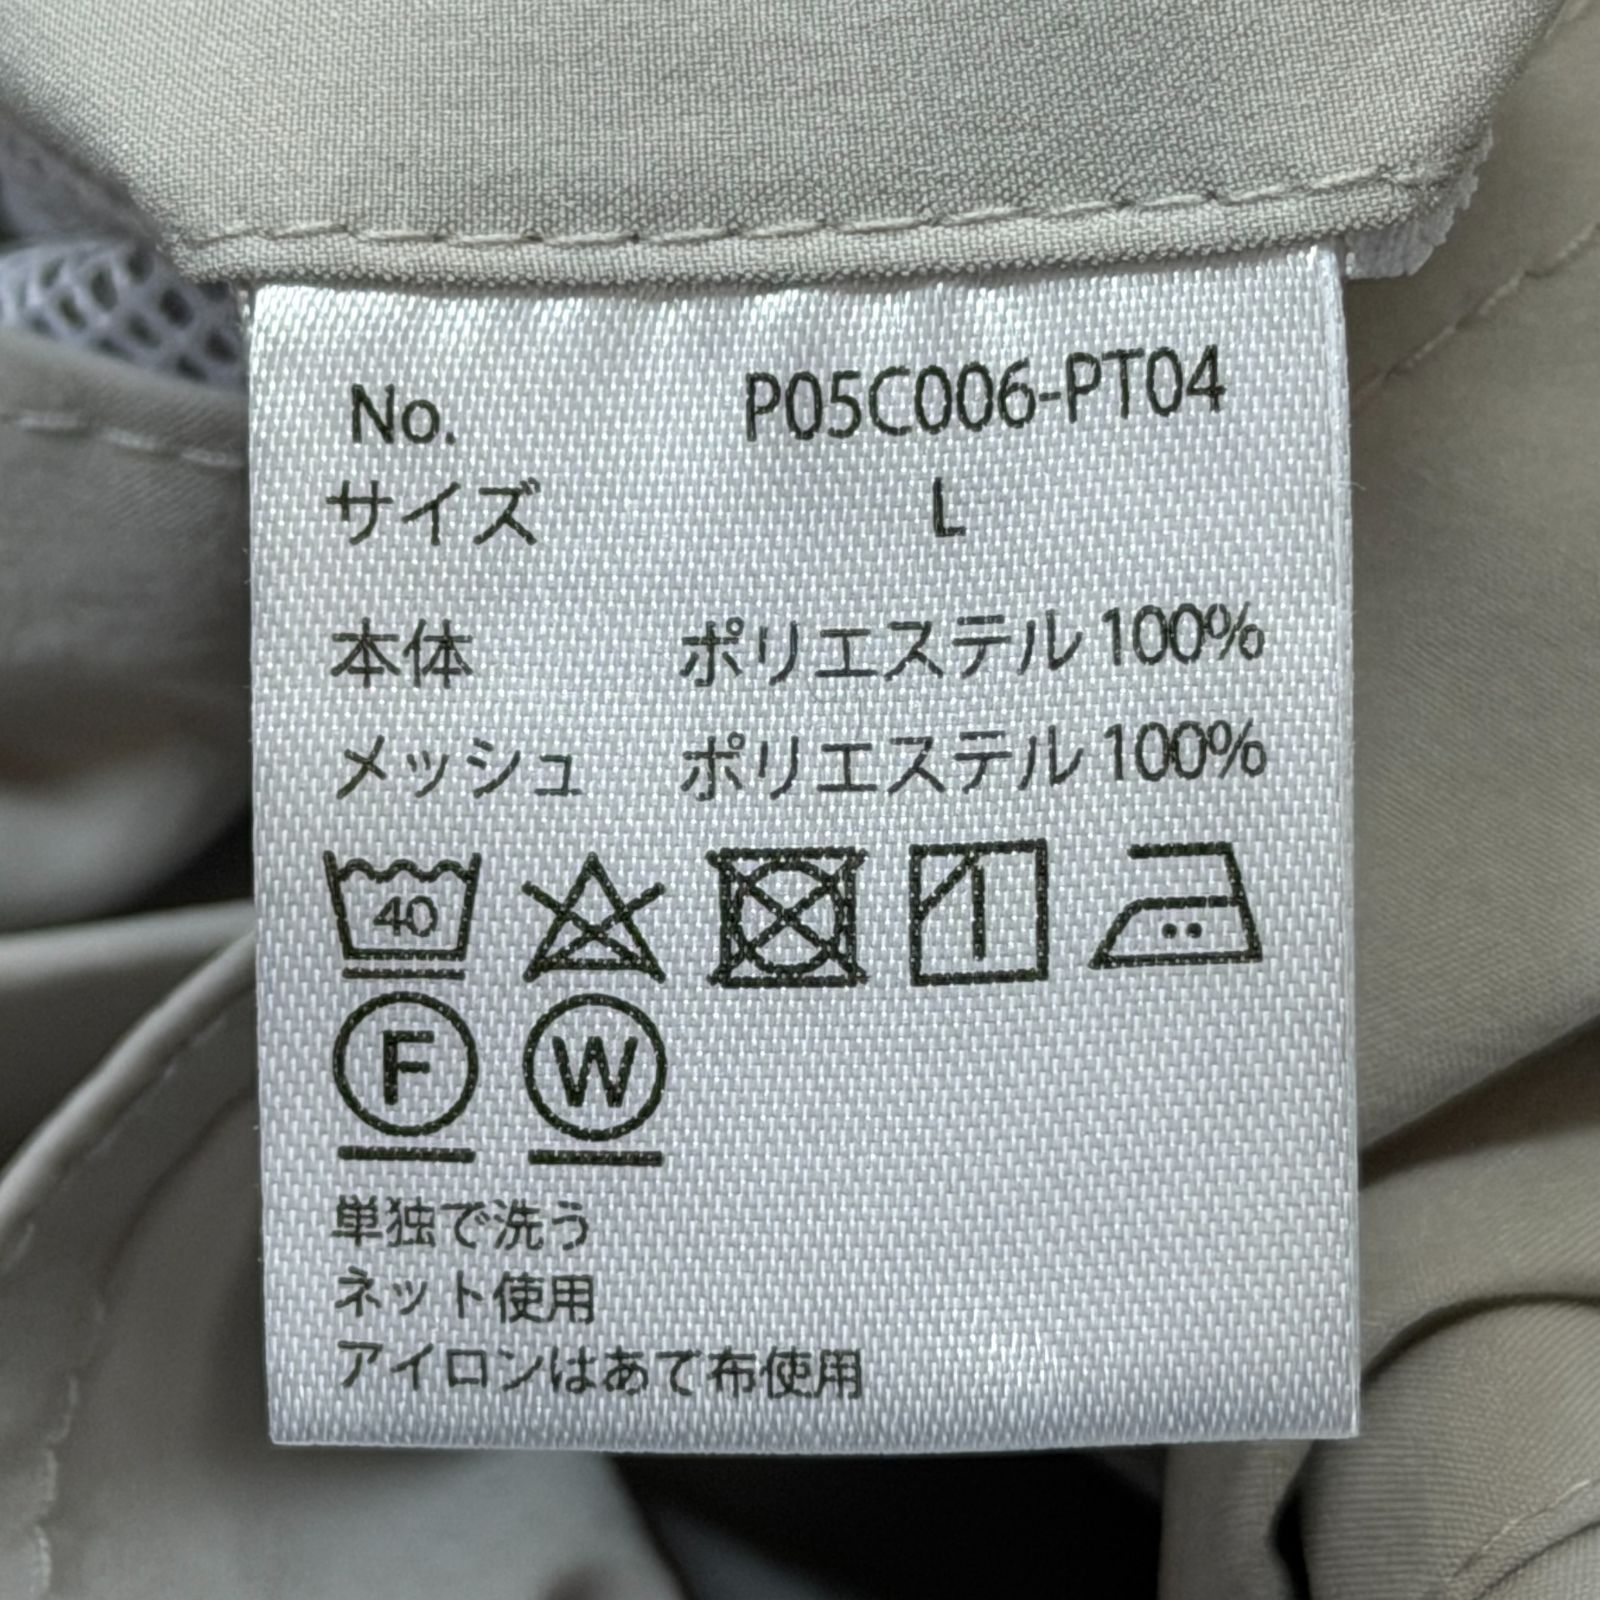 No. P05C006-PT04
サイズ L
本体 ポリエステル 100%
メッシュ ポリエステル 100%
40
F W
単独で洗う
ネット使用
アイロンはあて布使用